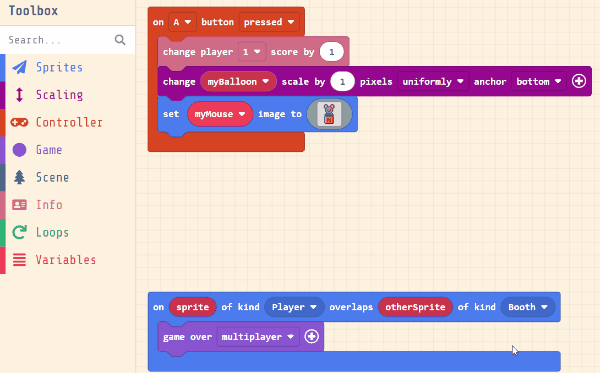 Toolbox
Search...
Sprites
Scaling
Controller
Game
Scene
Info
Loops
Variables
on A button pressed
change player 1 score by 1
change myBalloon scale by 1 pixels uniformly anchor bottom
set myMouse image to
on sprite of kind Player overlaps otherSprite of kind Booth
game over multiplayer